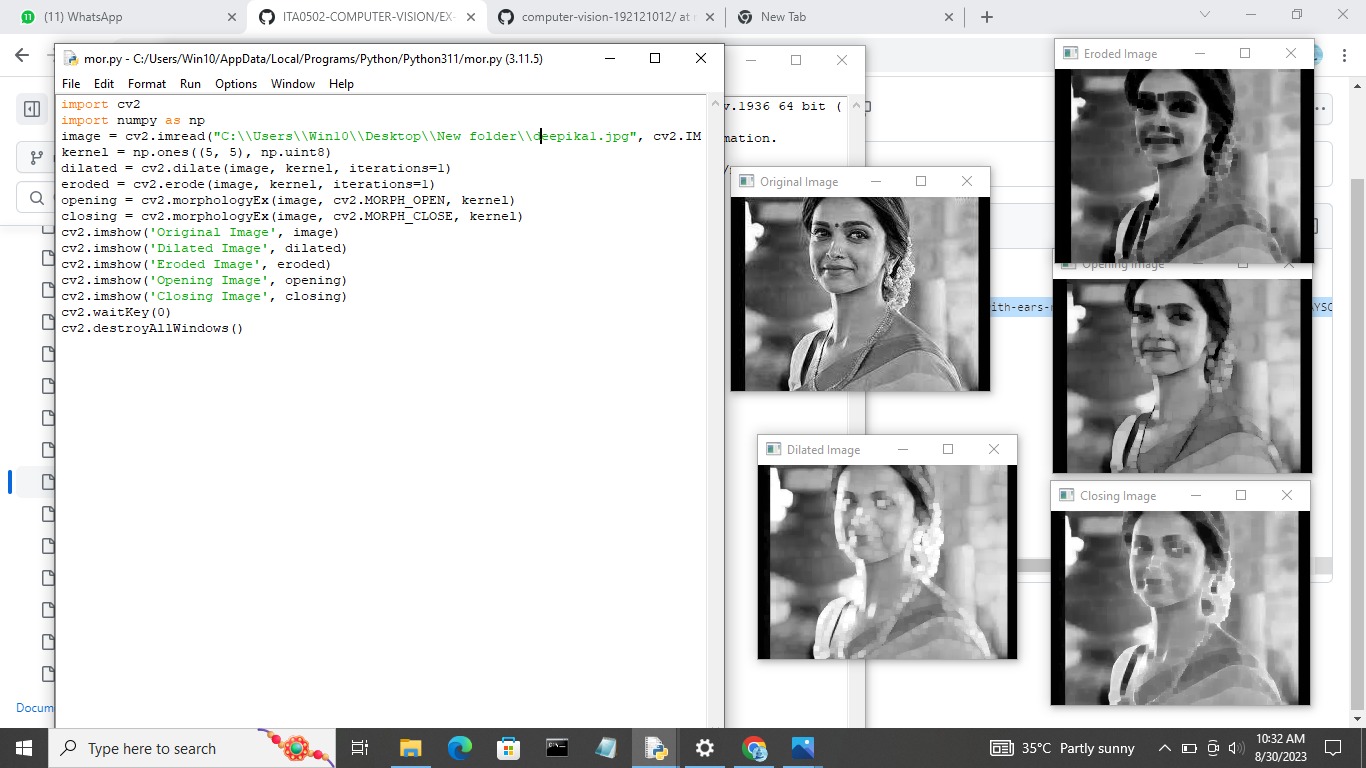 (11) WhatsApp
ITA0502-COMPUTER-VISION/EX-
computer-vision-192121012/ at
New Tab
mor.py - C:/Users/Win10/AppData/Local/Programs/Python/Python311/mor.py (3.11.5)
File Edit Format Run Options Window Help
import cv2
import numpy as np
image = cv2.imread("C:\\Users\\Win10\\Desktop\\New folder\\deepika1.jpg", cv2.IM
kernel = np.ones((5, 5), np.uint8)
dilated = cv2.dilate(image, kernel, iterations=1)
eroded = cv2.erode(image, kernel, iterations=1)
opening = cv2.morphologyEx(image, cv2.MORPH_OPEN, kernel)
closing = cv2.morphologyEx(image, cv2.MORPH_CLOSE, kernel)
cv2.imshow('Original Image', image)
cv2.imshow('Dilated Image', dilated)
cv2.imshow('Eroded Image', eroded)
cv2.imshow('Opening Image', opening)
cv2.imshow('Closing Image', closing)
cv2.waitKey(0)
cv2.destroyAllWindows()
v.1936 64 bit (
mation.
Original Image
Dilated Image
Eroded Image
Opening Image
ith-ears-
Closing Image
Docum
Type here to search
35°C Partly sunny
10:32 AM
8/30/2023